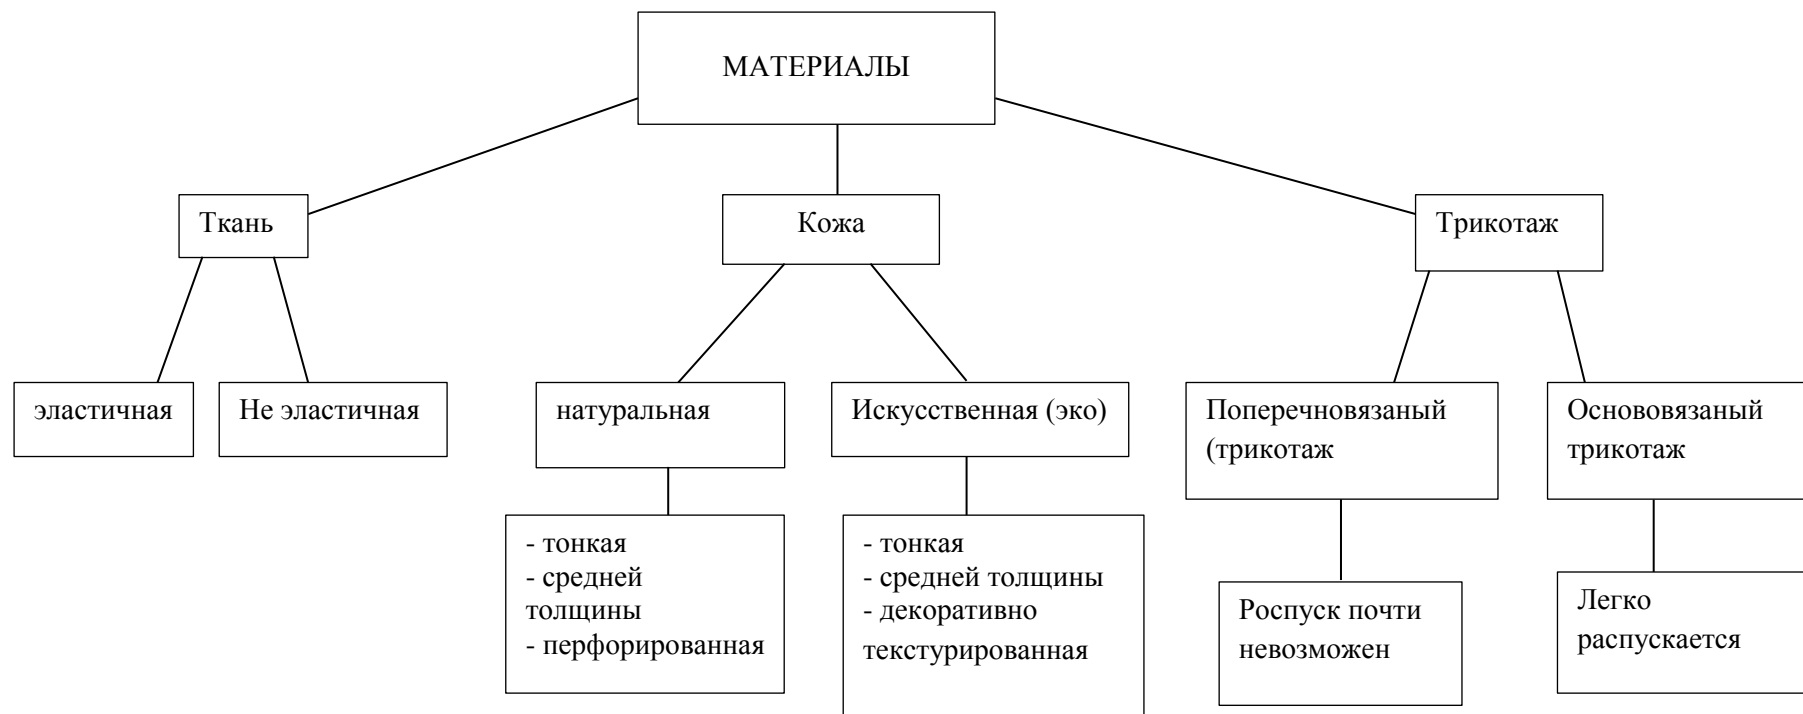 МАТЕРИАЛЫ
Ткань
Кожа
Трикотаж
эластичная
Не эластичная
натуральная
Искусственная (эко)
Поперечновязаный
(трикотаж
Основовязаный
трикотаж
- тонкая
- средней
толщины
- перфорированная
- тонкая
- средней толщины
- декоративно
текстурированная
Роспуск почти
невозможен
Легко
распускается